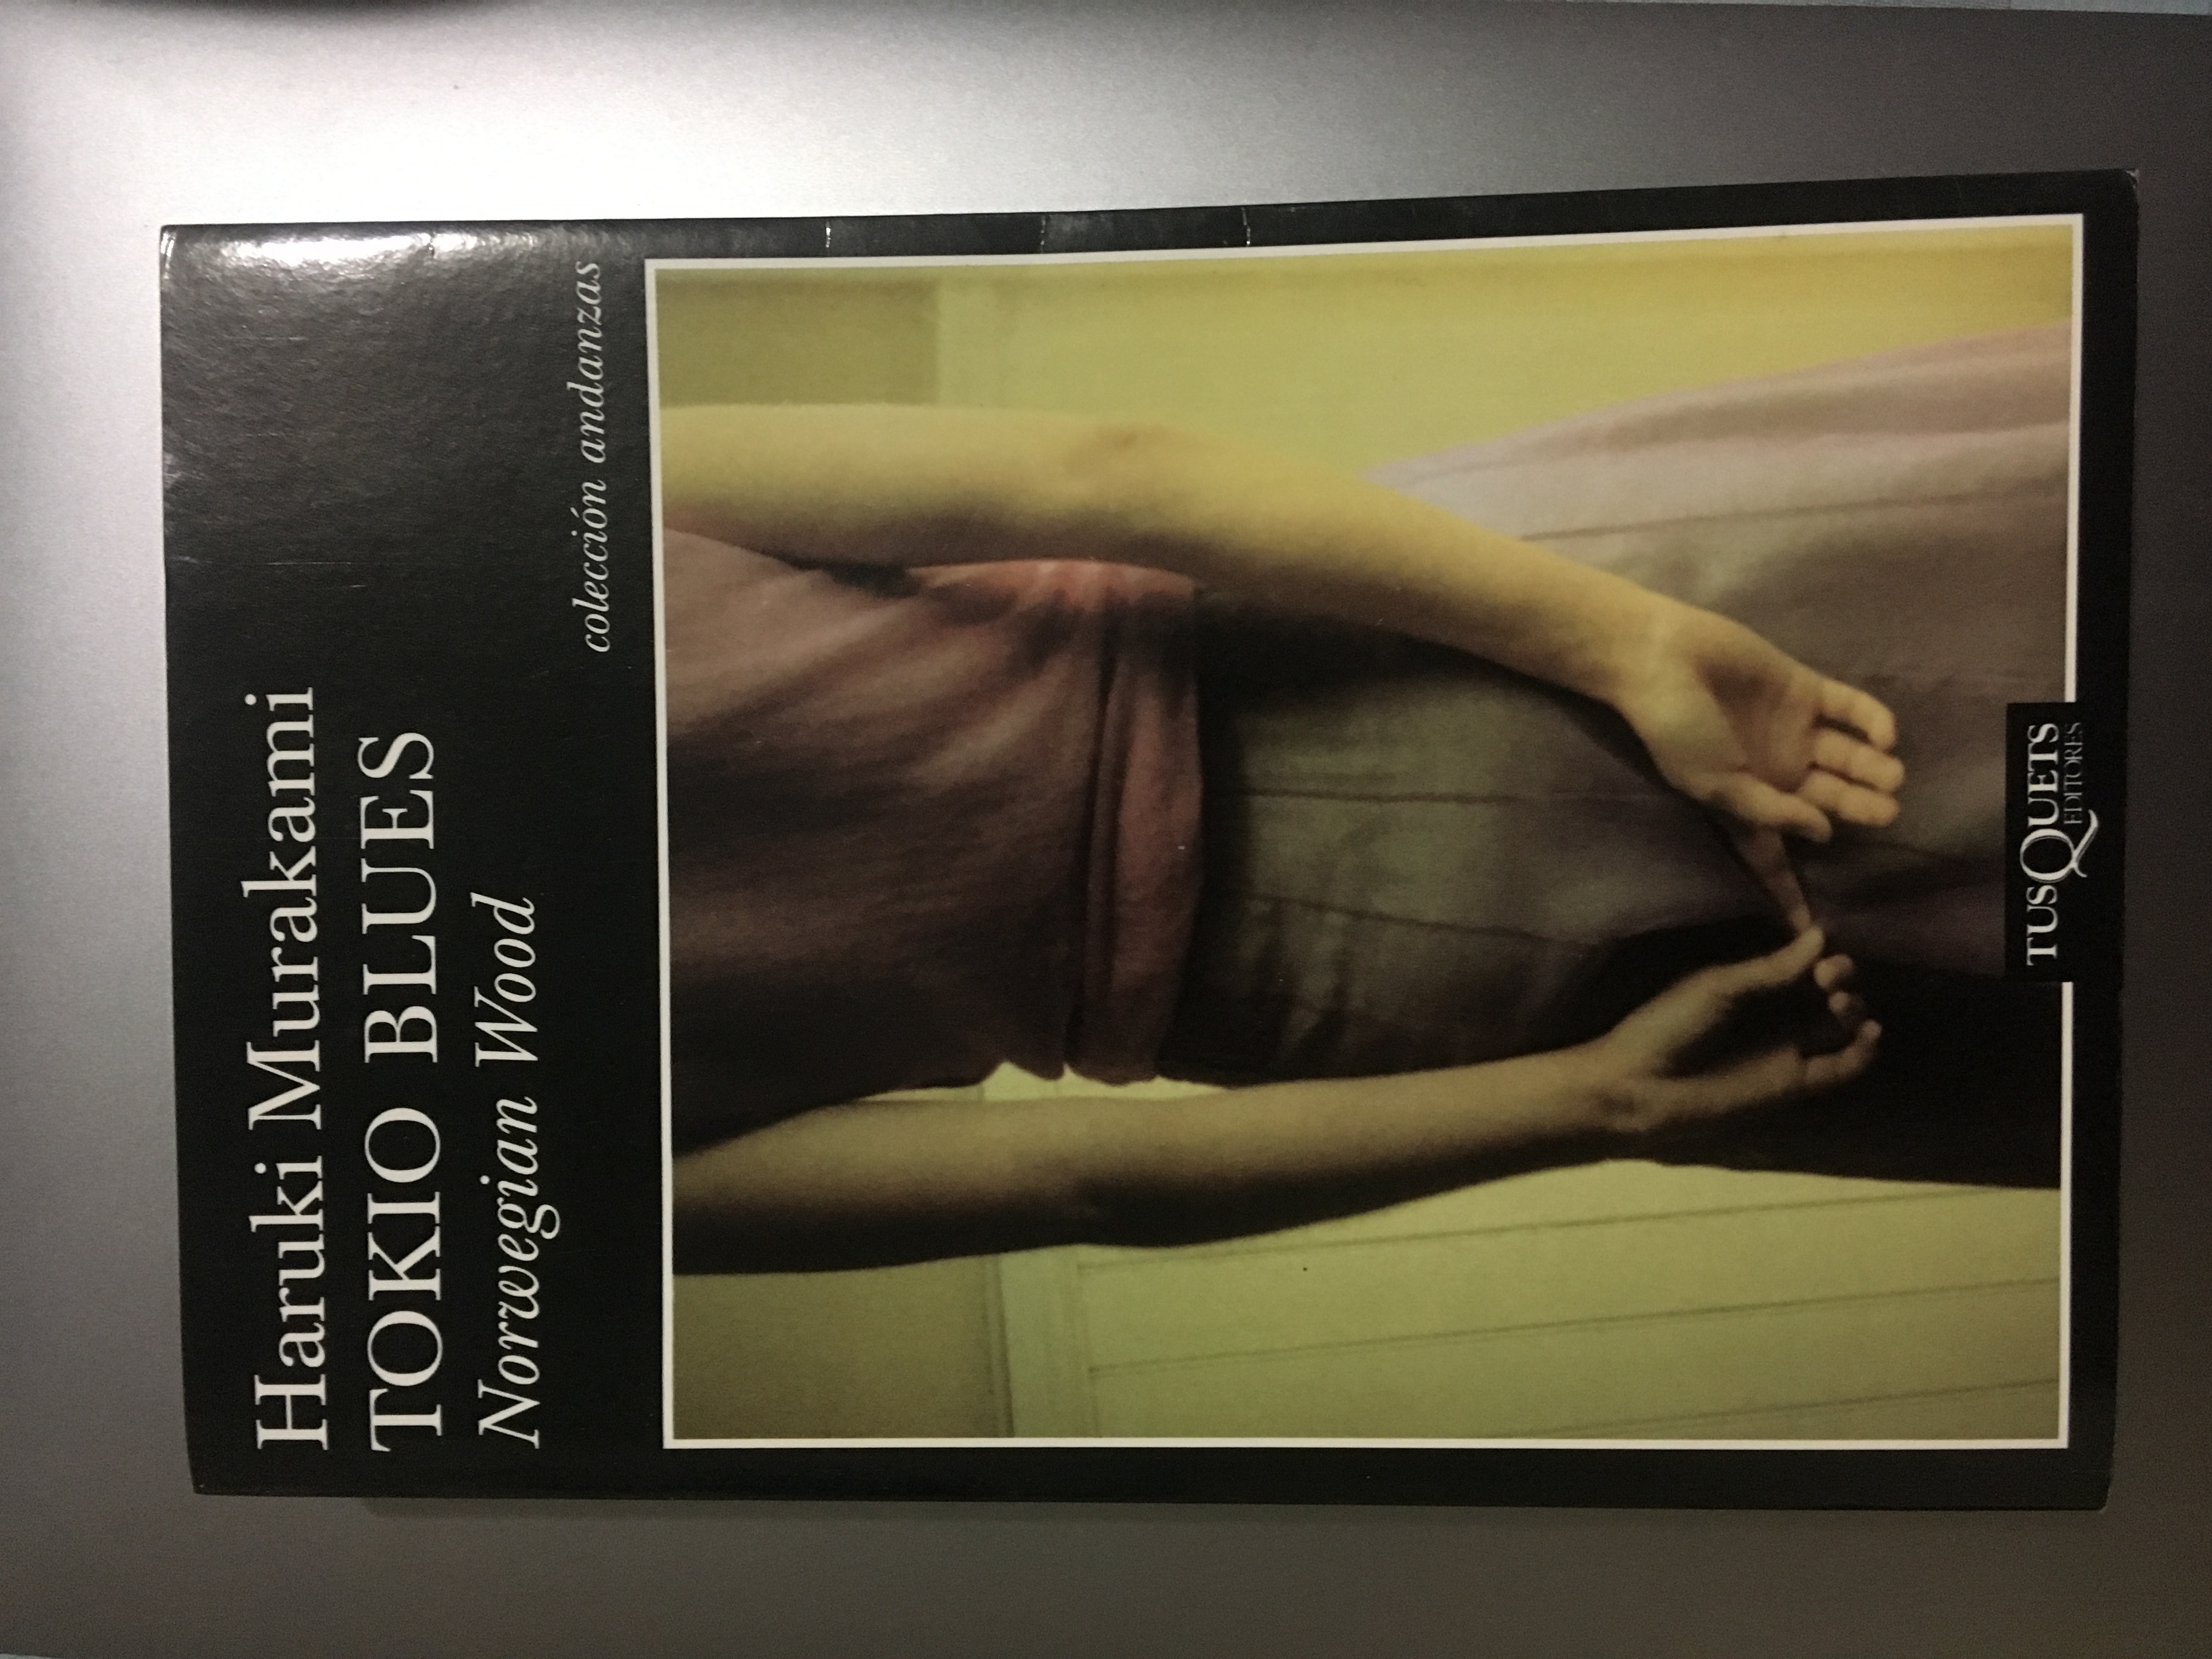 Haruki Murakami
TOKIO BLUES
Norwegian Wood
colección andanzas
TUSQUETS
EDITORES